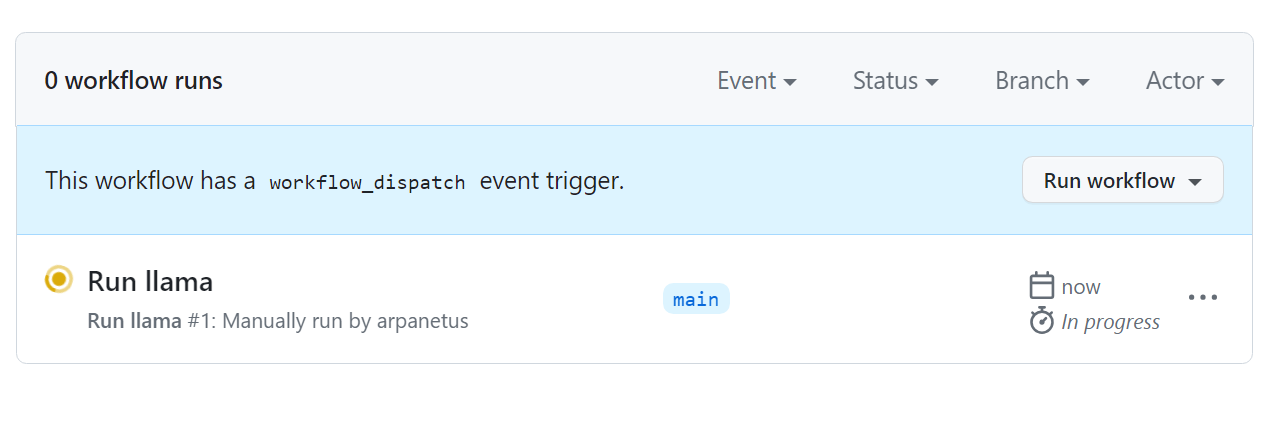 0 workflow runs Event Status Branch Actor
This workflow has a workflow_dispatch event trigger. Run workflow
Run llama
Run llama #1: Manually run by arpanetus
main
now
In progress